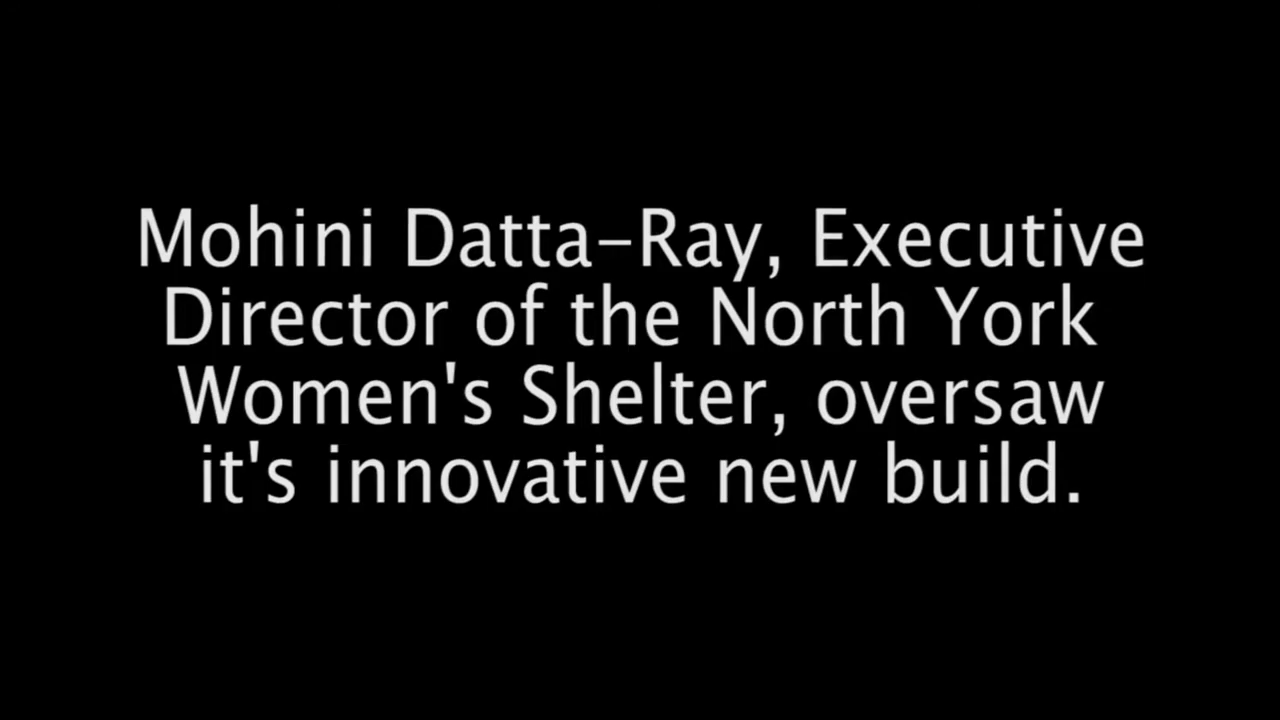 Mohini Datta-Ray, Executive
Director of the North York
Women's Shelter, oversaw
it's innovative new build.